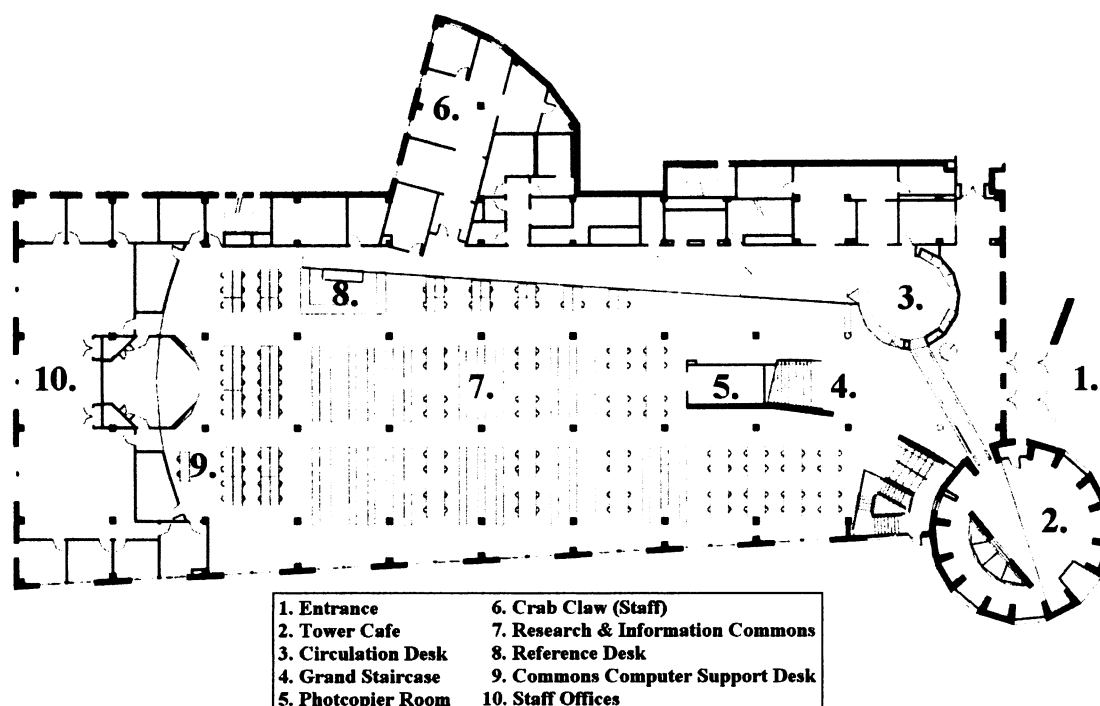 6.
8.
3.
10.
7.
5.
4.
1.
9.
2.
1. Entrance 6. Crab Claw (Staff)
2. Tower Cafe 7. Research & Information Commons
3. Circulation Desk 8. Reference Desk
4. Grand Staircase 9. Commons Computer Support Desk
5. Photcopier Room 10. Staff Offices